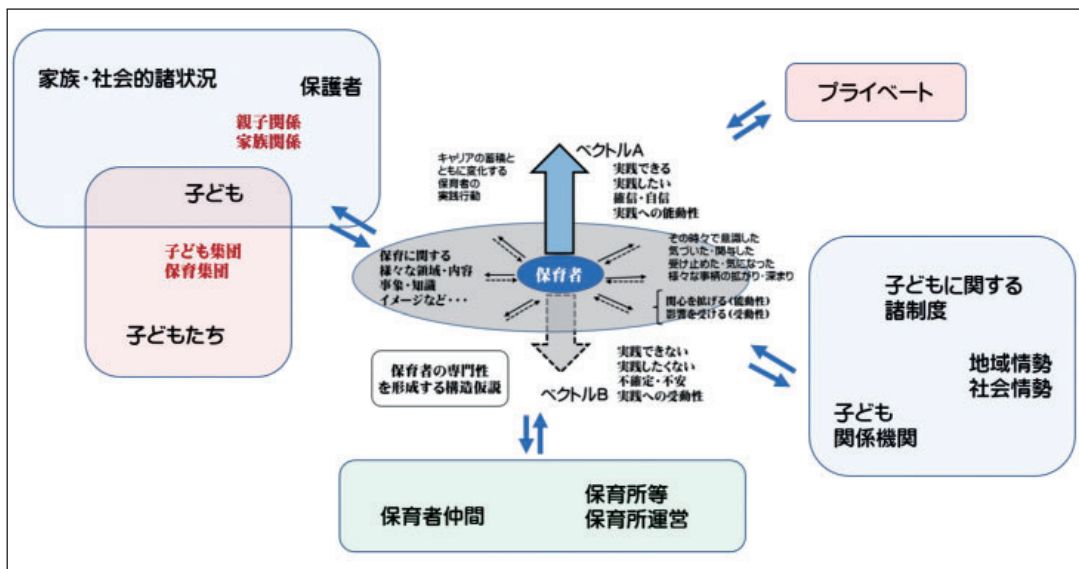 家族・社会的諸状況
保護者
親子関係
家族関係
子ども
子ども集団
保育集団
子どもたち
プライベート
キャリアの蓄積と
ともに変化する
保育者の
実践行動
ベクトルA
実践できる
実践したい
確信・自信
実践への能動性
保育に関する
様々な領域・内容
事象・知識
イメージなど・・・
保育者
その時々で意識した
気づいた・関与した
受け止めた・気になった
様々な事柄の拡がり・深まり
関心を拡げる(能動性)
影響を受ける(受動性)
保育者の専門性
を形成する構造仮説
ベクトルB
実践できない
実践したくない
不確定・不安
実践への受動性
子どもに関する
諸制度
地域情勢
社会情勢
子ども
関係機関
保育者仲間
保育所等
保育所運営